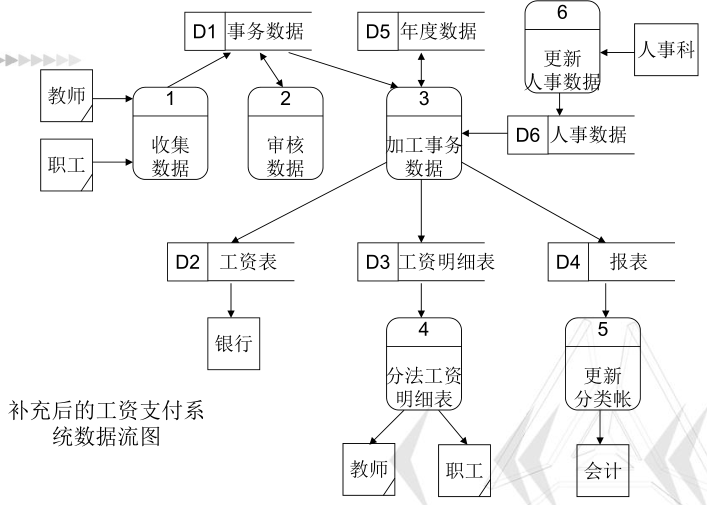 D1 事务数据
D5 年度数据
6
更新
人事数据
人事科
教师
职工
1
收集
数据
2
审核
数据
3
加工事务
数据
D6 人事数据
D2 工资表
D3 工资明细表
D4 报表
银行
4
分法工资
明细表
5
更新
分类帐
教师
职工
会计
补充后的工资支付系
统数据流图